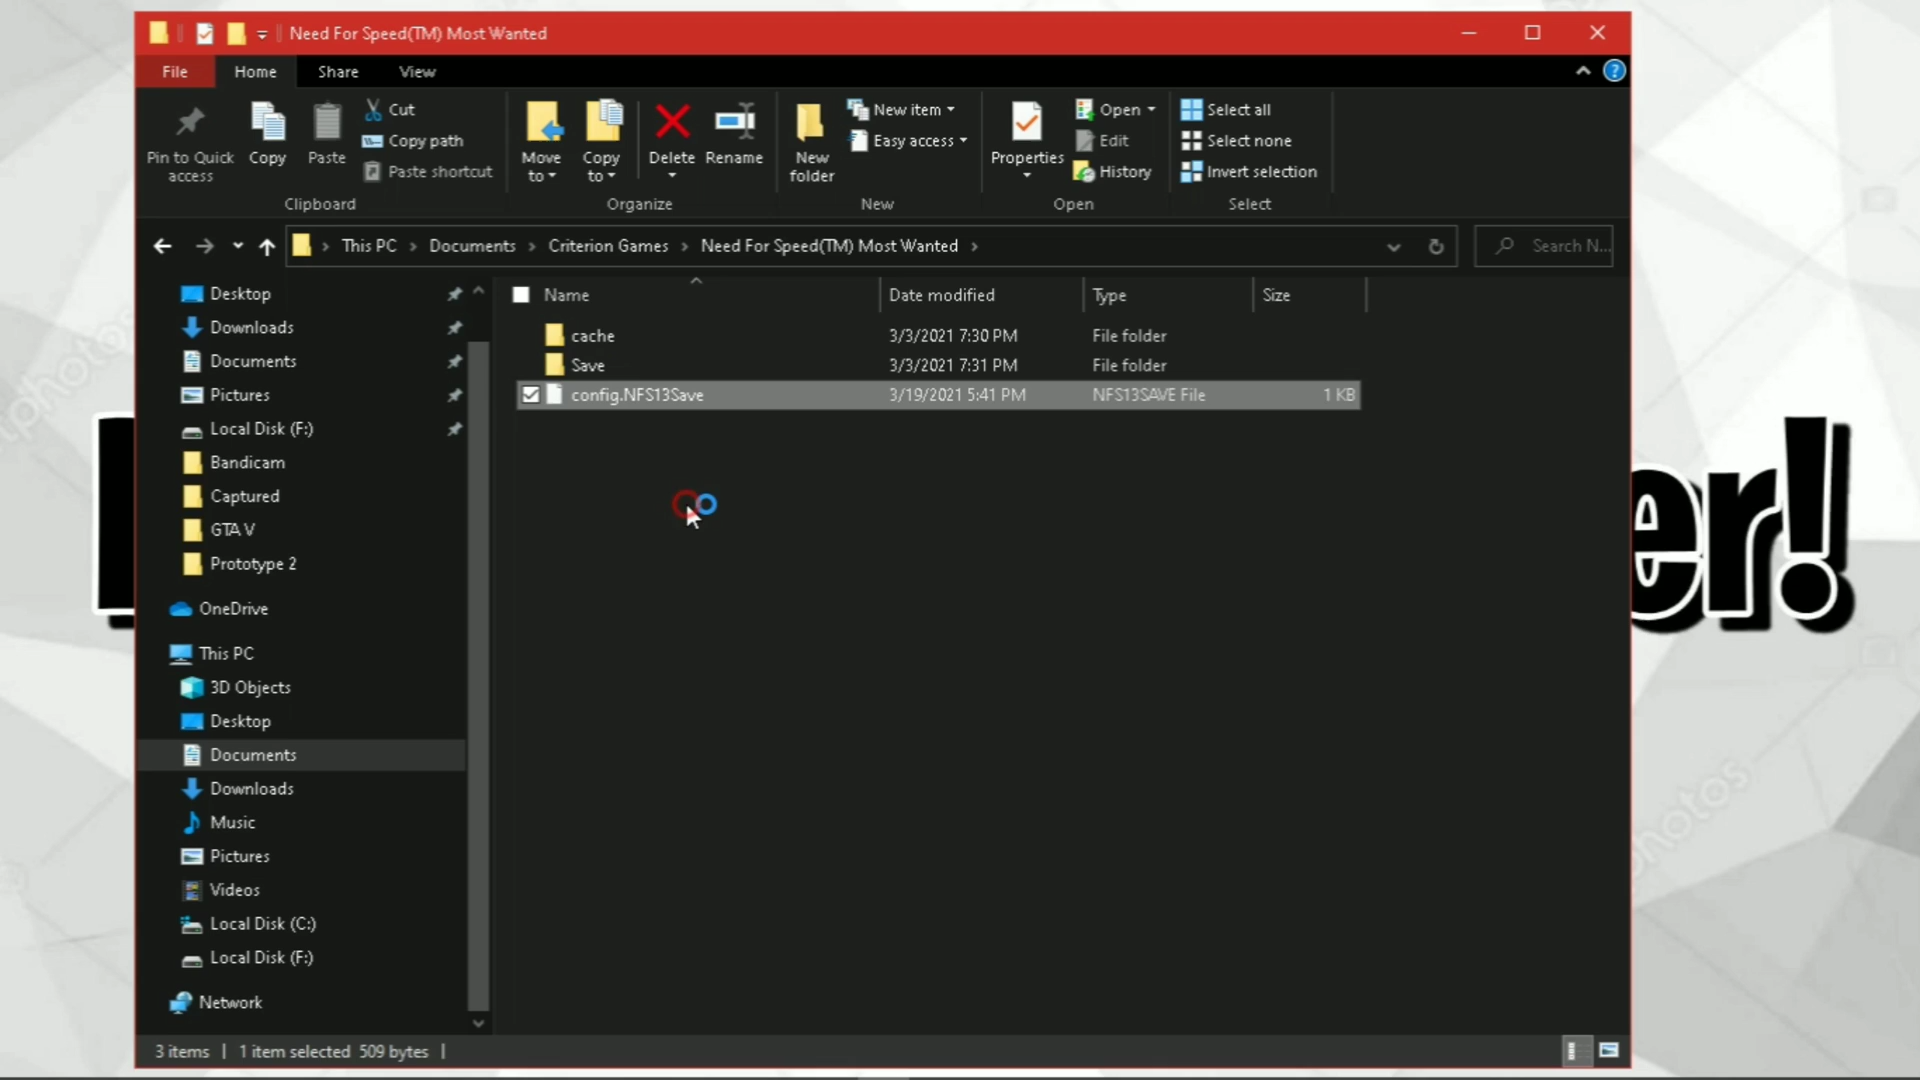 Need For Speed(TM) Most Wanted
File Home Share View
Pin to Quick access
Copy
Paste
Cut
Copy path
Paste shortcut
Clipboard
Move to
Copy to
Delete
Rename
Organize
New folder
New item
Easy access
New
Properties
Open
Edit
History
Open
Select all
Select none
Invert selection
Select
This PC › Documents › Criterion Games › Need For Speed(TM) Most Wanted ›
Search N...
Desktop
Downloads
Documents
Pictures
Local Disk (F:)
Bandicam
Captured
GTA V
Prototype 2
OneDrive
This PC
3D Objects
Desktop
Documents
Downloads
Music
Pictures
Videos
Local Disk (C:)
Local Disk (F:)
Network
Name Date modified Type Size
cache 3/3/2021 7:30 PM File folder
Save 3/3/2021 7:31 PM File folder
config.NFS13Save 3/19/2021 5:41 PM NFS13SAVE File 1 KB
er!
3 items | 1 item selected 509 bytes |